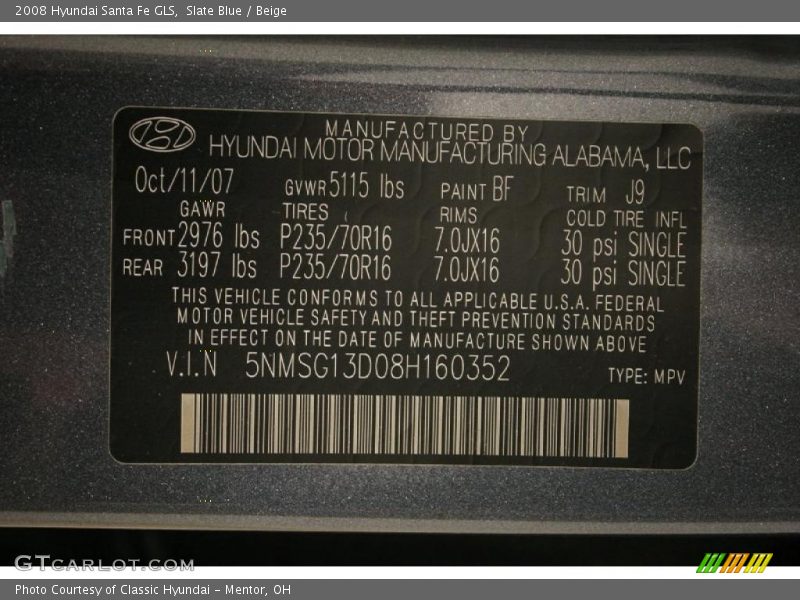 2008 Hyundai Santa Fe GLS, Slate Blue / Beige
MANUFACTURED BY
HYUNDAI MOTOR MANUFACTURING ALABAMA, LLC
Oct/11/07 GVWR 5115 lbs PAINT BF TRIM J9
GAWR TIRES RIMS COLD TIRE INFL
FRONT 2976 lbs P235/70R16 7.0JX16 30 psi SINGLE
REAR 3197 lbs P235/70R16 7.0JX16 30 psi SINGLE
THIS VEHICLE CONFORMS TO ALL APPLICABLE U.S.A. FEDERAL
MOTOR VEHICLE SAFETY AND THEFT PREVENTION STANDARDS
IN EFFECT ON THE DATE OF MANUFACTURE SHOWN ABOVE
V.I.N 5NMSG13D08H160352 TYPE: MPV
GTCARLOT.COM
Photo Courtesy of Classic Hyundai - Mentor, OH